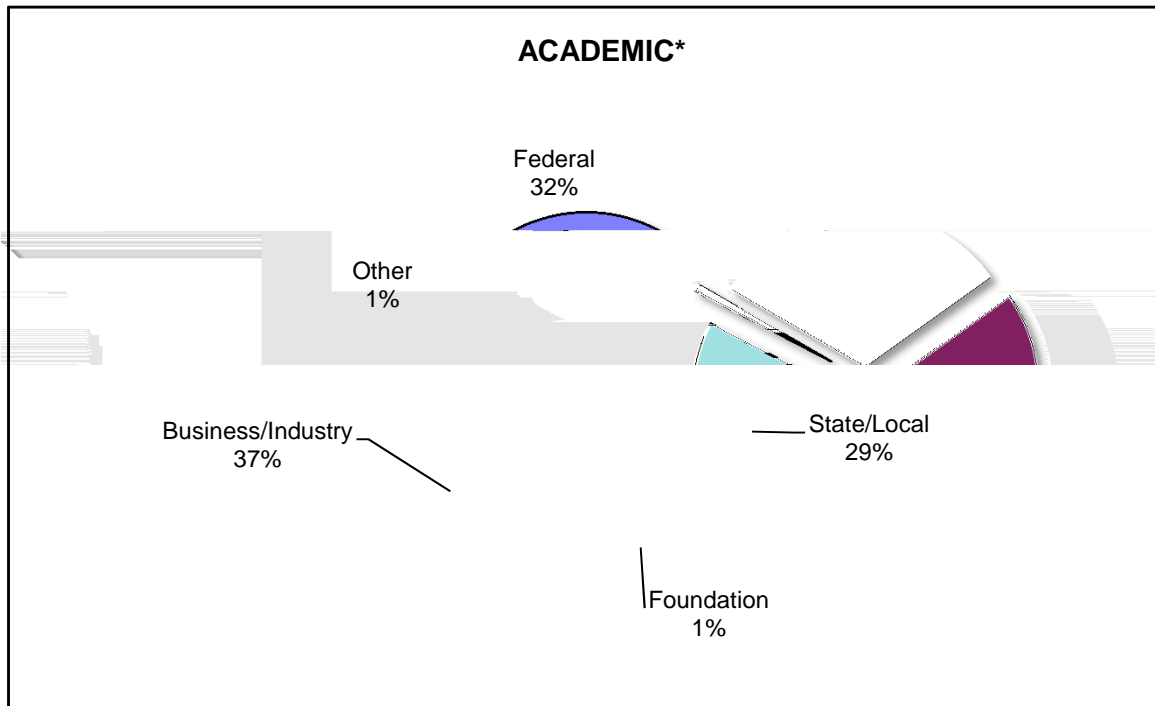 ACADEMIC*
Federal
32%
Other
1%
Business/Industry
37%
State/Local
29%
Foundation
1%